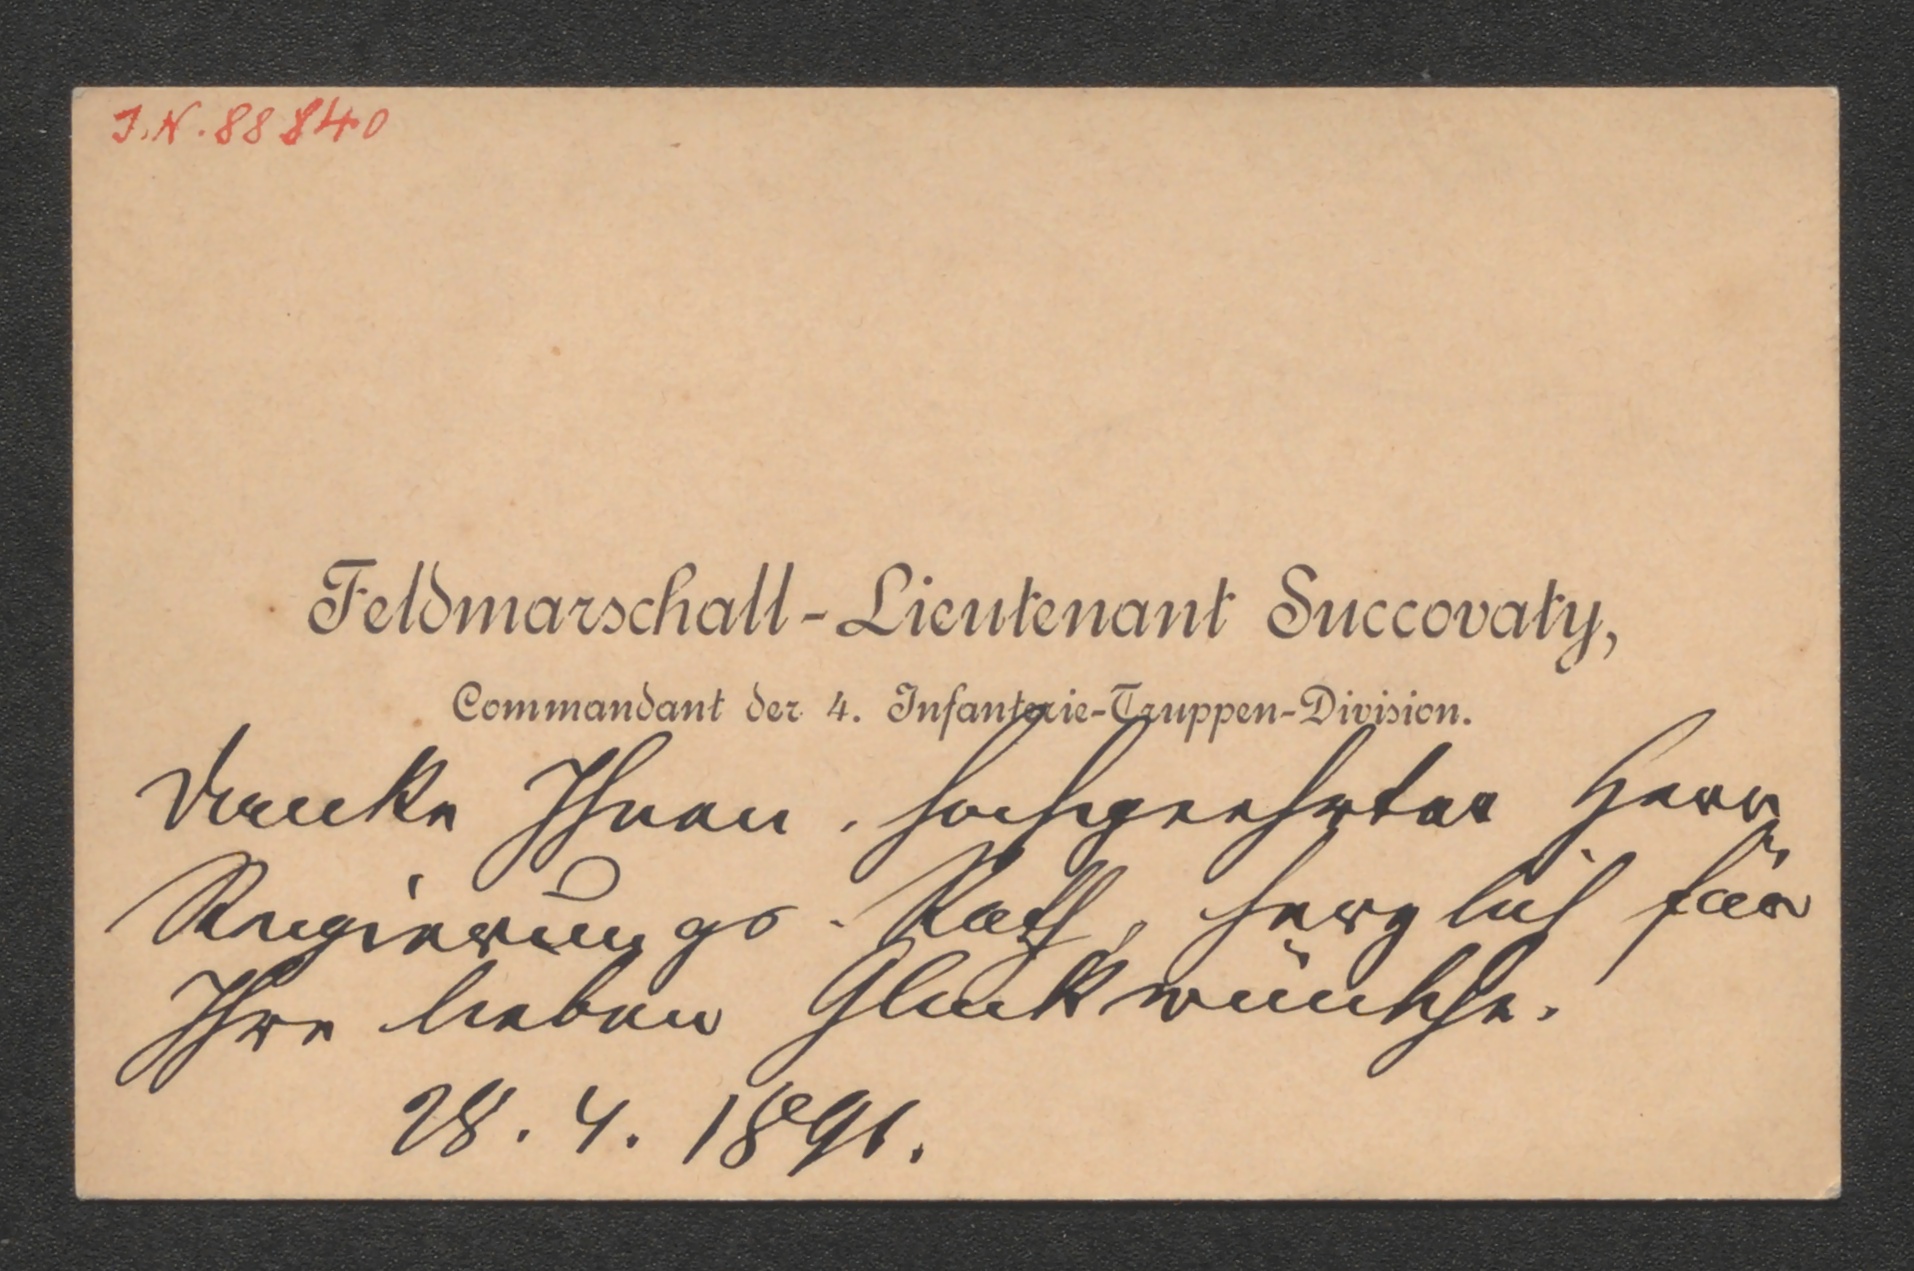 J.N. 88840
Feldmarschall-Lieutenant Succovaty,
Commandant der 4. Infanterie-Truppen-Division.
danke Ihnen, hochgeehrter Herr
Regierungs-Rath, herzlich für
Ihre lieben Glückwünsche.
28. 4. 1891.